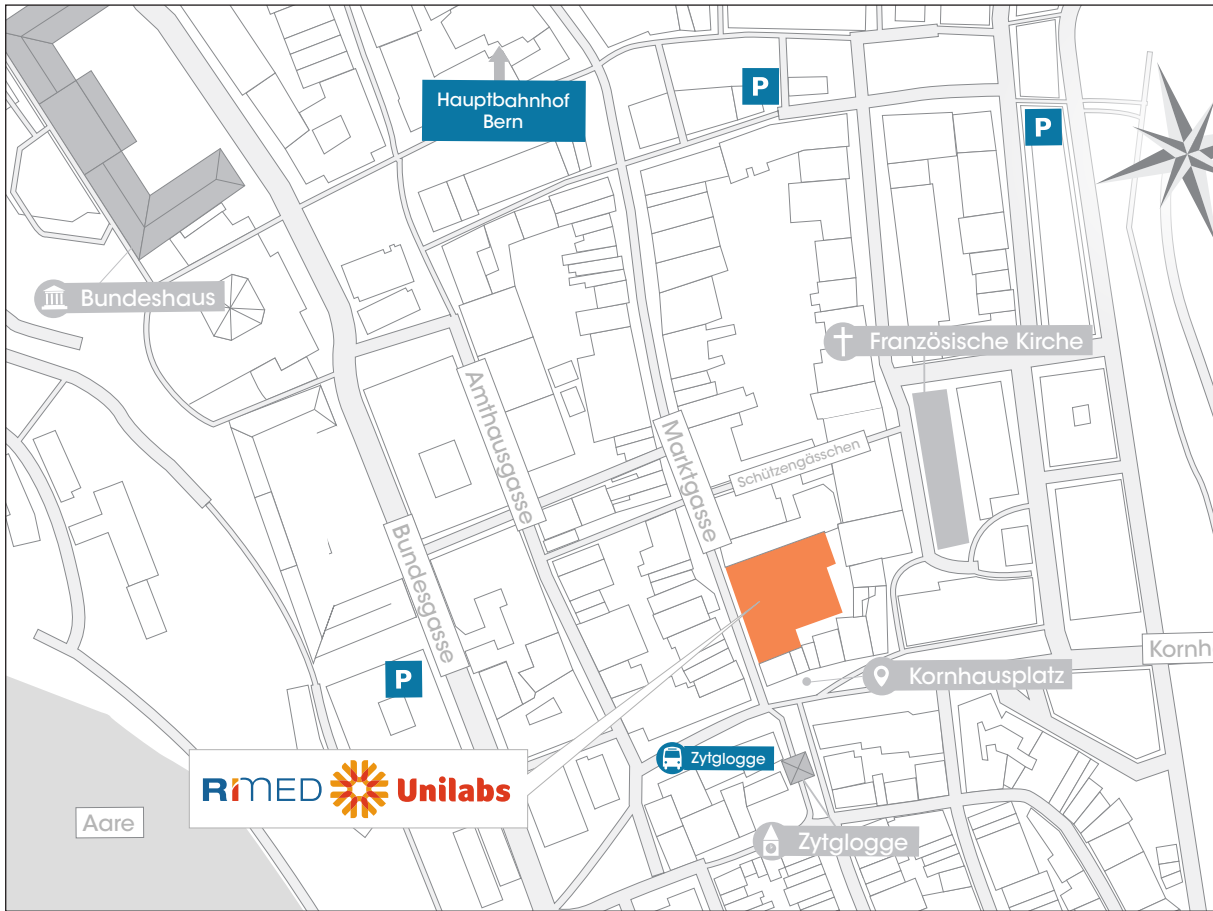 Hauptbahnhof
Bern
P
P
Bundeshaus
Französische Kirche
Amthausgasse
Marktgasse
Schützengässchen
Bundesgasse
Kornh
P
Kornhausplatz
Zytglogge
RIMED Unilabs
Aare
Zytglogge